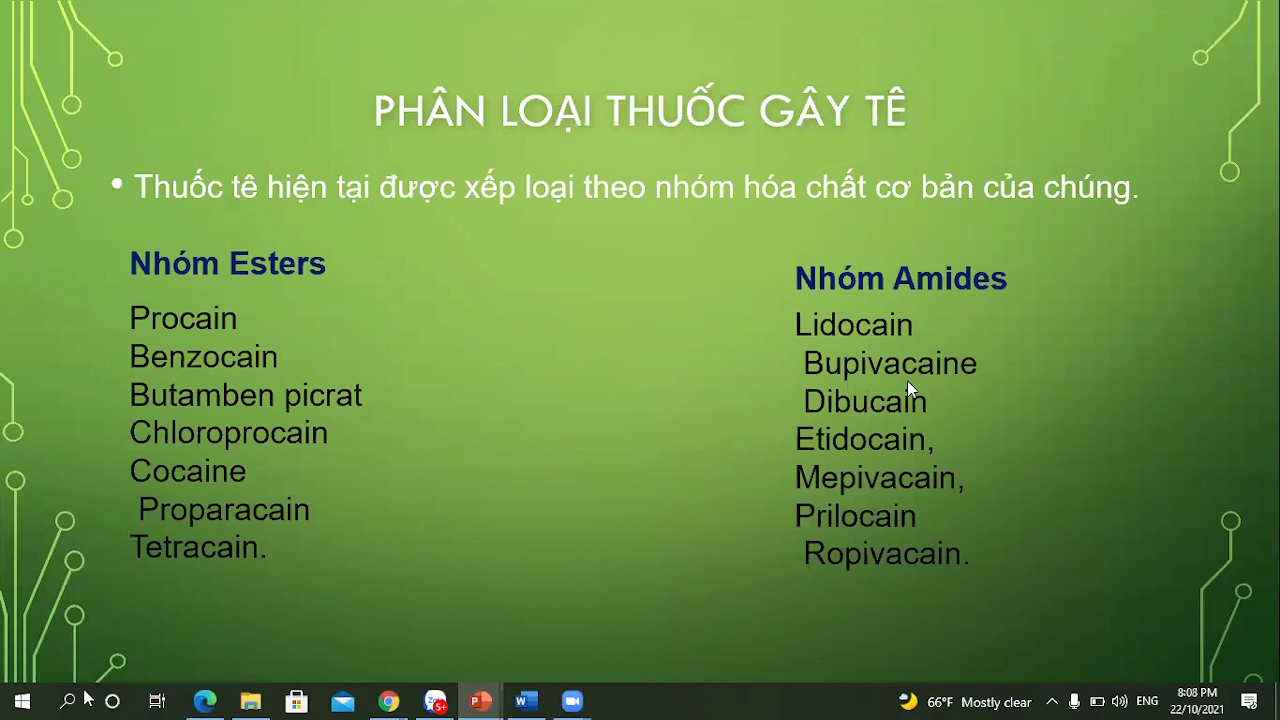 PHÂN LOẠI THUỐC GÂY TÊ
• Thuốc tê hiện tại được xếp loại theo nhóm hóa chất cơ bản của chúng.
Nhóm Esters
Procain
Benzocain
Butamben picrat
Chloroprocain
Cocaine
Proparacain
Tetracain.
Nhóm Amides
Lidocain
Bupivacaine
Dibucain
Etidocain,
Mepivacain,
Prilocain
Ropivacain.
66°F Mostly clear
ENG
8:08 PM
22/10/2021
5+